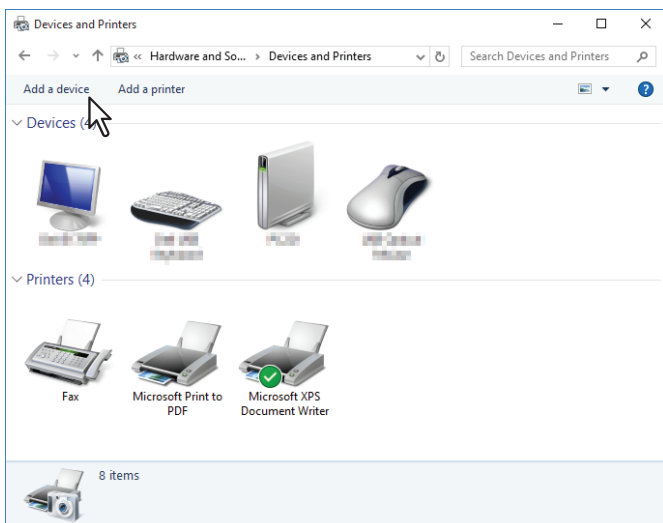 Devices and Printers
« Hardware and So... > Devices and Printers
Search Devices and Printers
Add a device
Add a printer
?
Devices (4)
Printers (4)
Fax
Microsoft Print to
PDF
Microsoft XPS
Document Writer
8 items